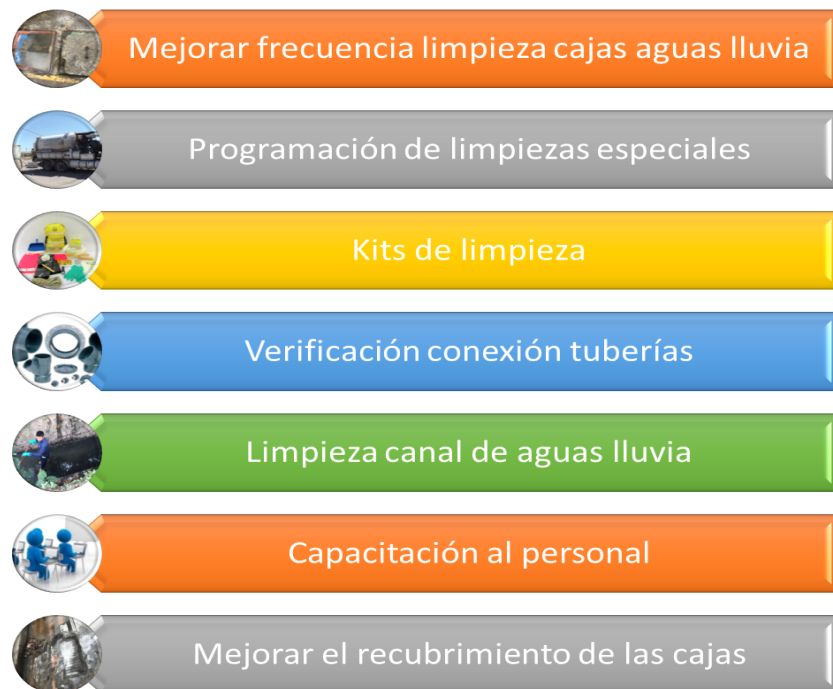 Mejorar frecuencia limpieza cajas aguas lluvia
Programación de limpiezas especiales
Kits de limpieza
Verificación conexión tuberías
Limpieza canal de aguas lluvia
Capacitación al personal
Mejorar el recubrimiento de las cajas